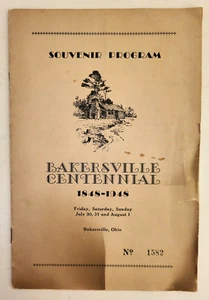 SOUVENIR PROGRAM
BAKERSVILLE
CENTENNIAL
1848-1948
Friday, Saturday, Sunday
July 30, 31 and August 1
Bakersville, Ohio
No 1582